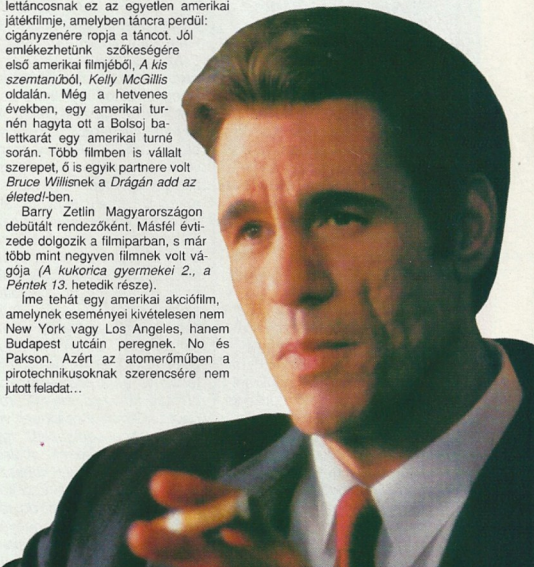 lettáncosnak ez az egyetlen amerikai
játékfilmje, amelyben táncra perdül:
cigányzenére ropja a táncot. Jól
emlékezhetünk szőkeségére
első amerikai filmjéből, A kis
szemtanúból, Kelly McGillis
oldalán. Még a hetvenes
években, egy amerikai tur-
nén hagyta ott a Bolsoj ba-
lettkarát egy amerikai turné
során. Több filmben is vállalt
szerepet, ő is egyik partnere volt
Bruce Willisnek a Drágán add az
életed!-ben.
Barry Zetlin Magyarországon
debütált rendezőként. Másfél évti-
zede dolgozik a filmiparban, s már
több mint negyven filmnek volt vá-
gója (A kukorica gyermekei 2., a
Péntek 13. hetedik része).
Íme tehát egy amerikai akciófilm,
amelynek eseményei kivételesen nem
New York vagy Los Angeles, hanem
Budapest utcáin peregnek. No és
Pakson. Azért az atomerőműben a
pirotechnikusoknak szerencsére nem
jutott feladat...